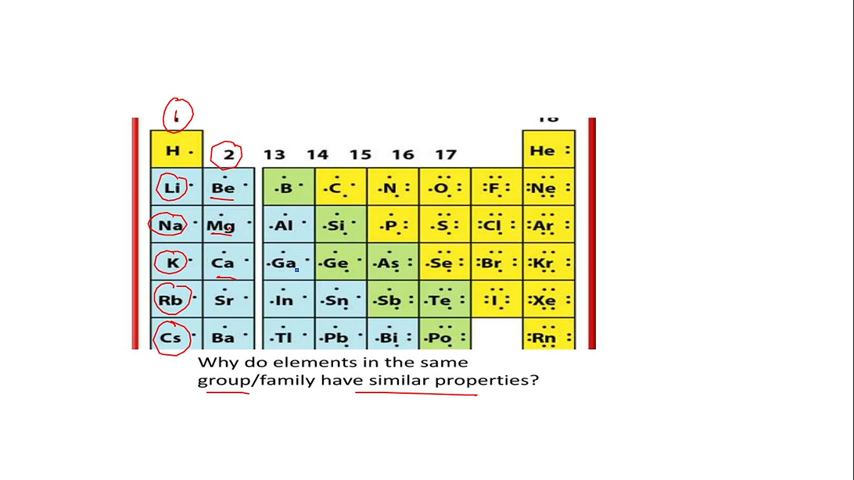 1 18
H He
2 13 14 15 16 17
Li Be B C N O F Ne
Na Mg Al Si P S Cl Ar
K Ca Ga Ge As Se Br Kr
Rb Sr In Sn Sb Te I Xe
Cs Ba Tl Pb Bi Po Rn
Why do elements in the same
group/family have similar properties?